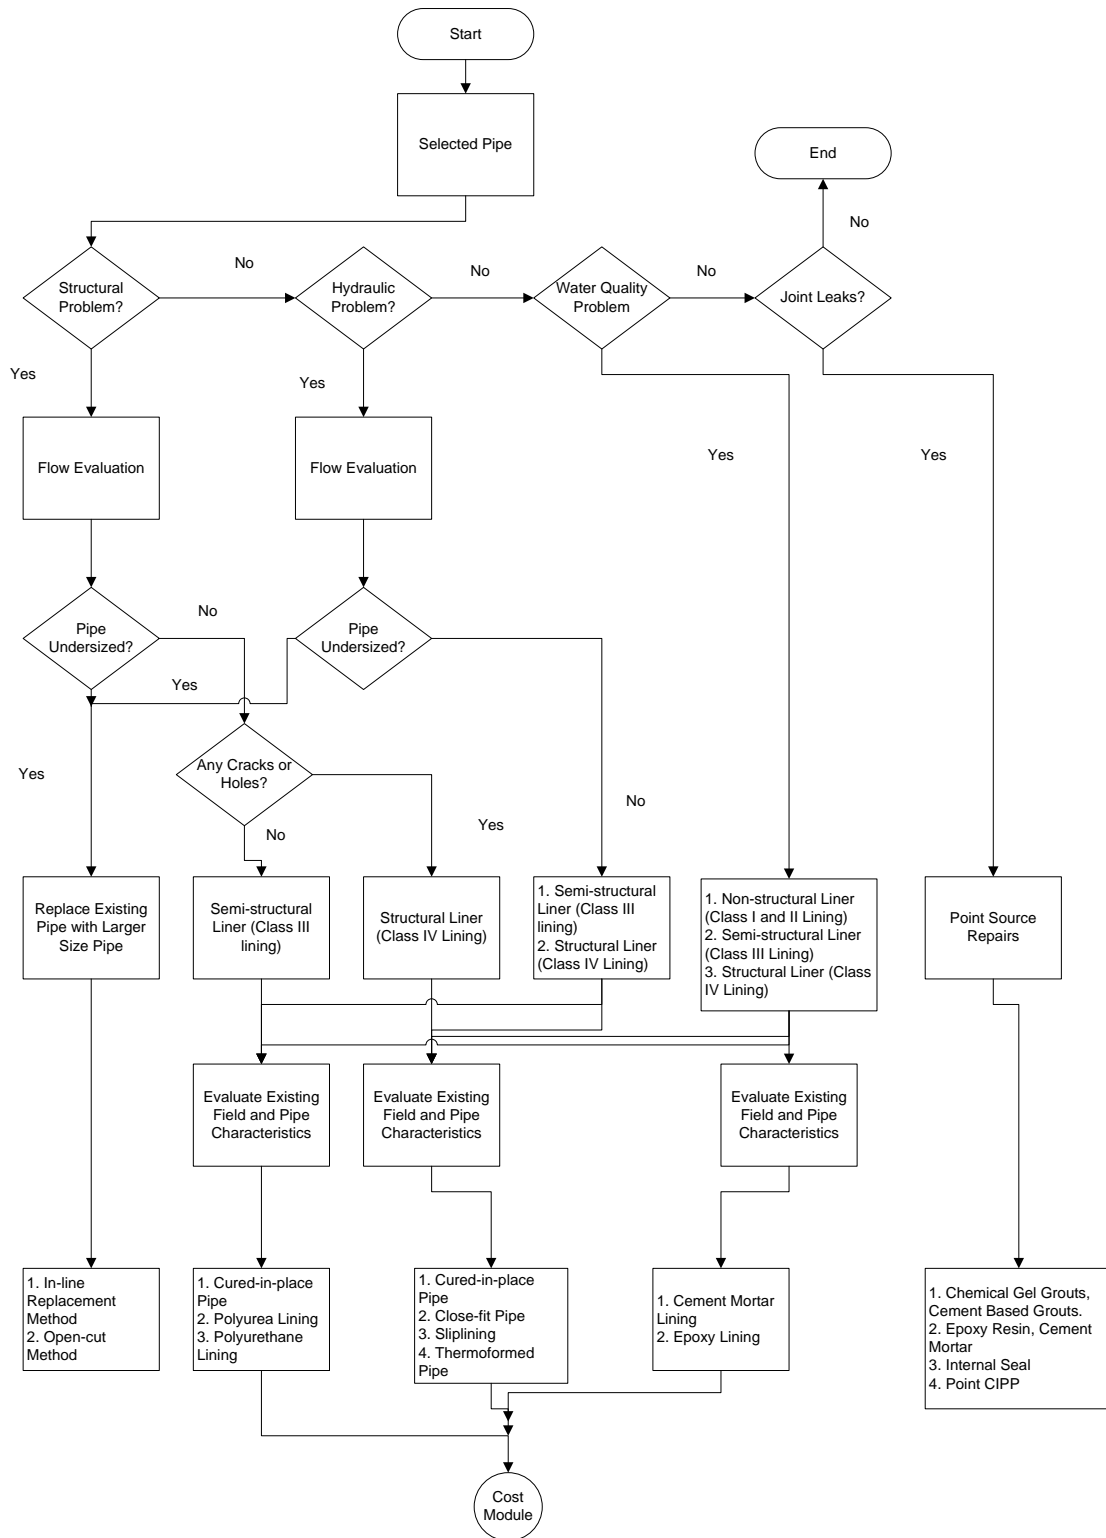 Start
Selected Pipe
End
No
Structural
Problem?
No
Hydraulic
Problem?
No
Water Quality
Problem
No
Joint Leaks?
Yes
Yes
Flow Evaluation
Flow Evaluation
Yes
Yes
Pipe
Undersized?
No
Pipe
Undersized?
Yes
Any Cracks or
Holes?
Yes
No
Yes
No
Replace Existing
Pipe with Larger
Size Pipe
Semi-structural
Liner (Class III
lining)
Structural Liner
(Class IV Lining)
1. Semi-structural
Liner (Class III
lining)
2. Structural Liner
(Class IV Lining)
1. Non-structural Liner
(Class I and II Lining)
2. Semi-structural Liner
(Class III Lining)
3. Structural Liner (Class
IV Lining)
Point Source
Repairs
Evaluate Existing
Field and Pipe
Characteristics
Evaluate Existing
Field and Pipe
Characteristics
Evaluate Existing
Field and Pipe
Characteristics
1. In-line
Replacement
Method
2. Open-cut
Method
1. Cured-in-place
Pipe
2. Polyurea Lining
3. Polyurethane
Lining
1. Cured-in-place
Pipe
2. Close-fit Pipe
3. Sliplining
4. Thermoformed
Pipe
1. Cement Mortar
Lining
2. Epoxy Lining
1. Chemical Gel Grouts,
Cement Based Grouts.
2. Epoxy Resin, Cement
Mortar
3. Internal Seal
4. Point CIPP
Cost
Module